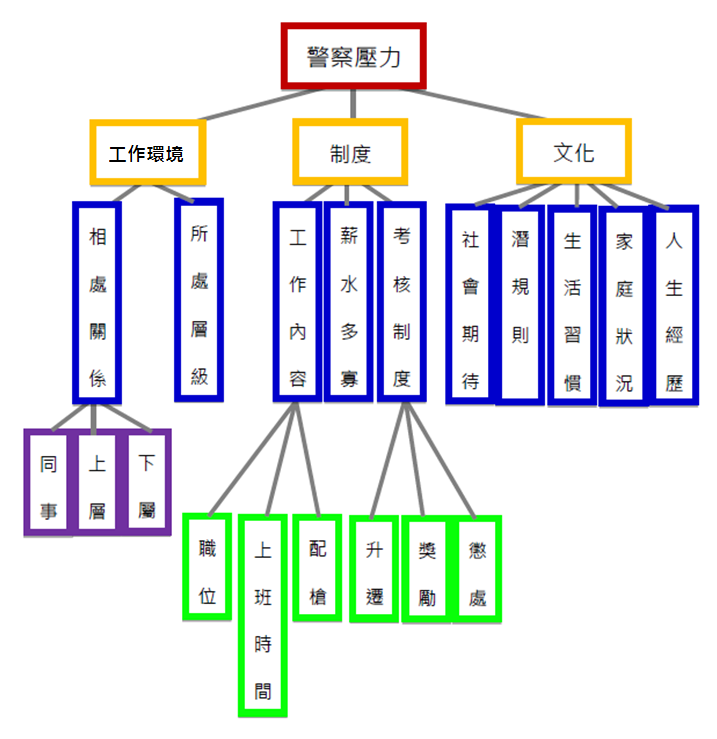 警察壓力
工作環境
制度
文化
相處關係
所處層級
工作內容
薪水多寡
考核制度
社會期待
潛規則
生活習慣
家庭狀況
人生經歷
同事
上層
下屬
職位
上班時間
配槍
升遷
獎勵
懲處